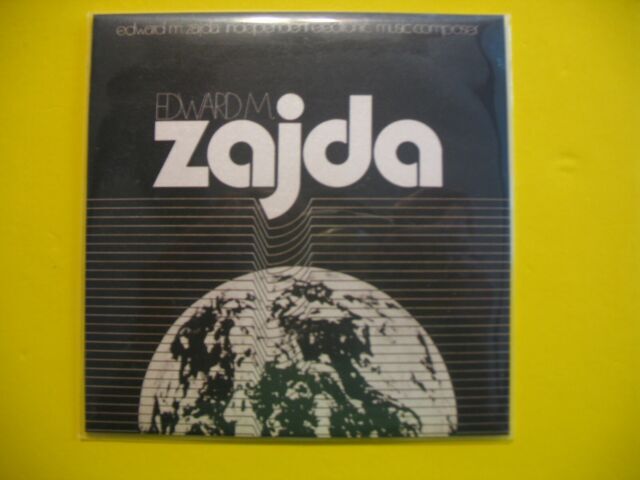 edward m. zajda independent electronic music composer
EDWARD M.
zajda